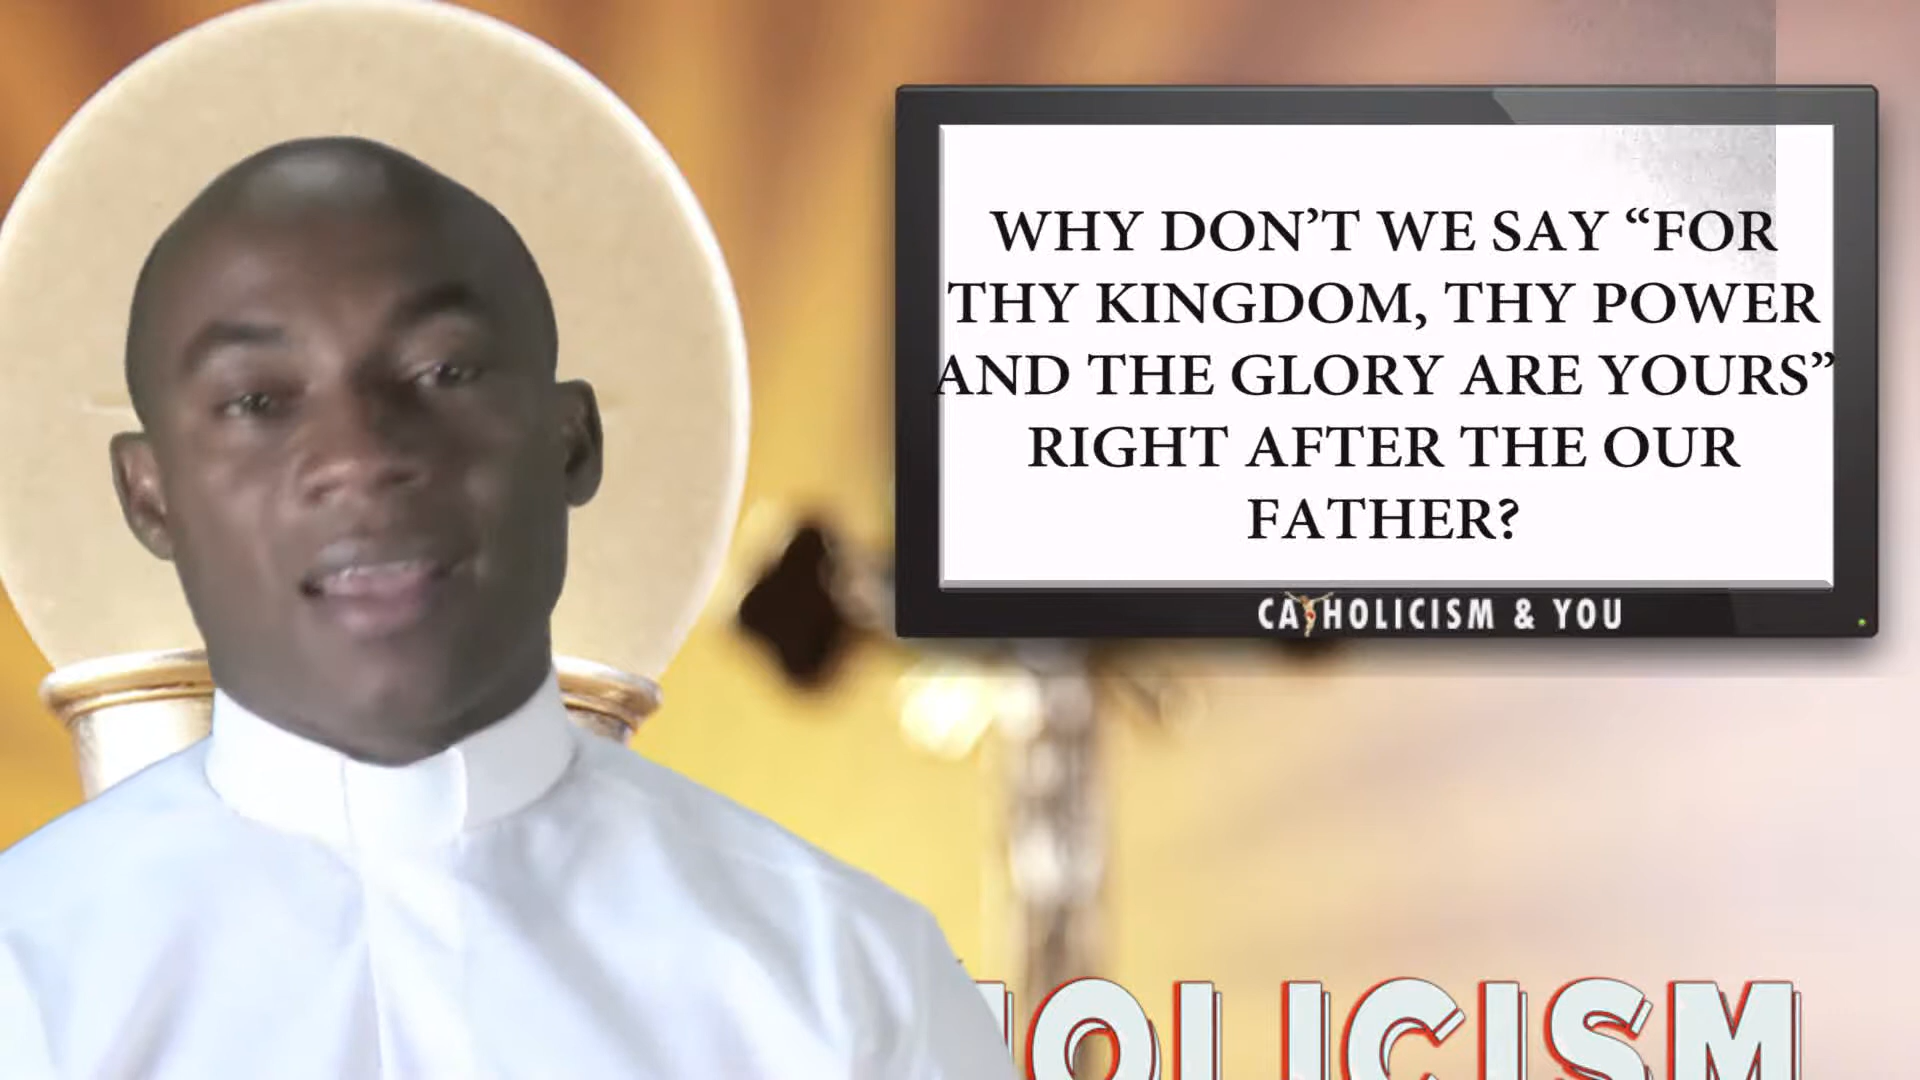 WHY DON’T WE SAY “FOR
THY KINGDOM, THY POWER
AND THE GLORY ARE YOURS”
RIGHT AFTER THE OUR
FATHER?
CATHOLICISM & YOU
HOLICISM